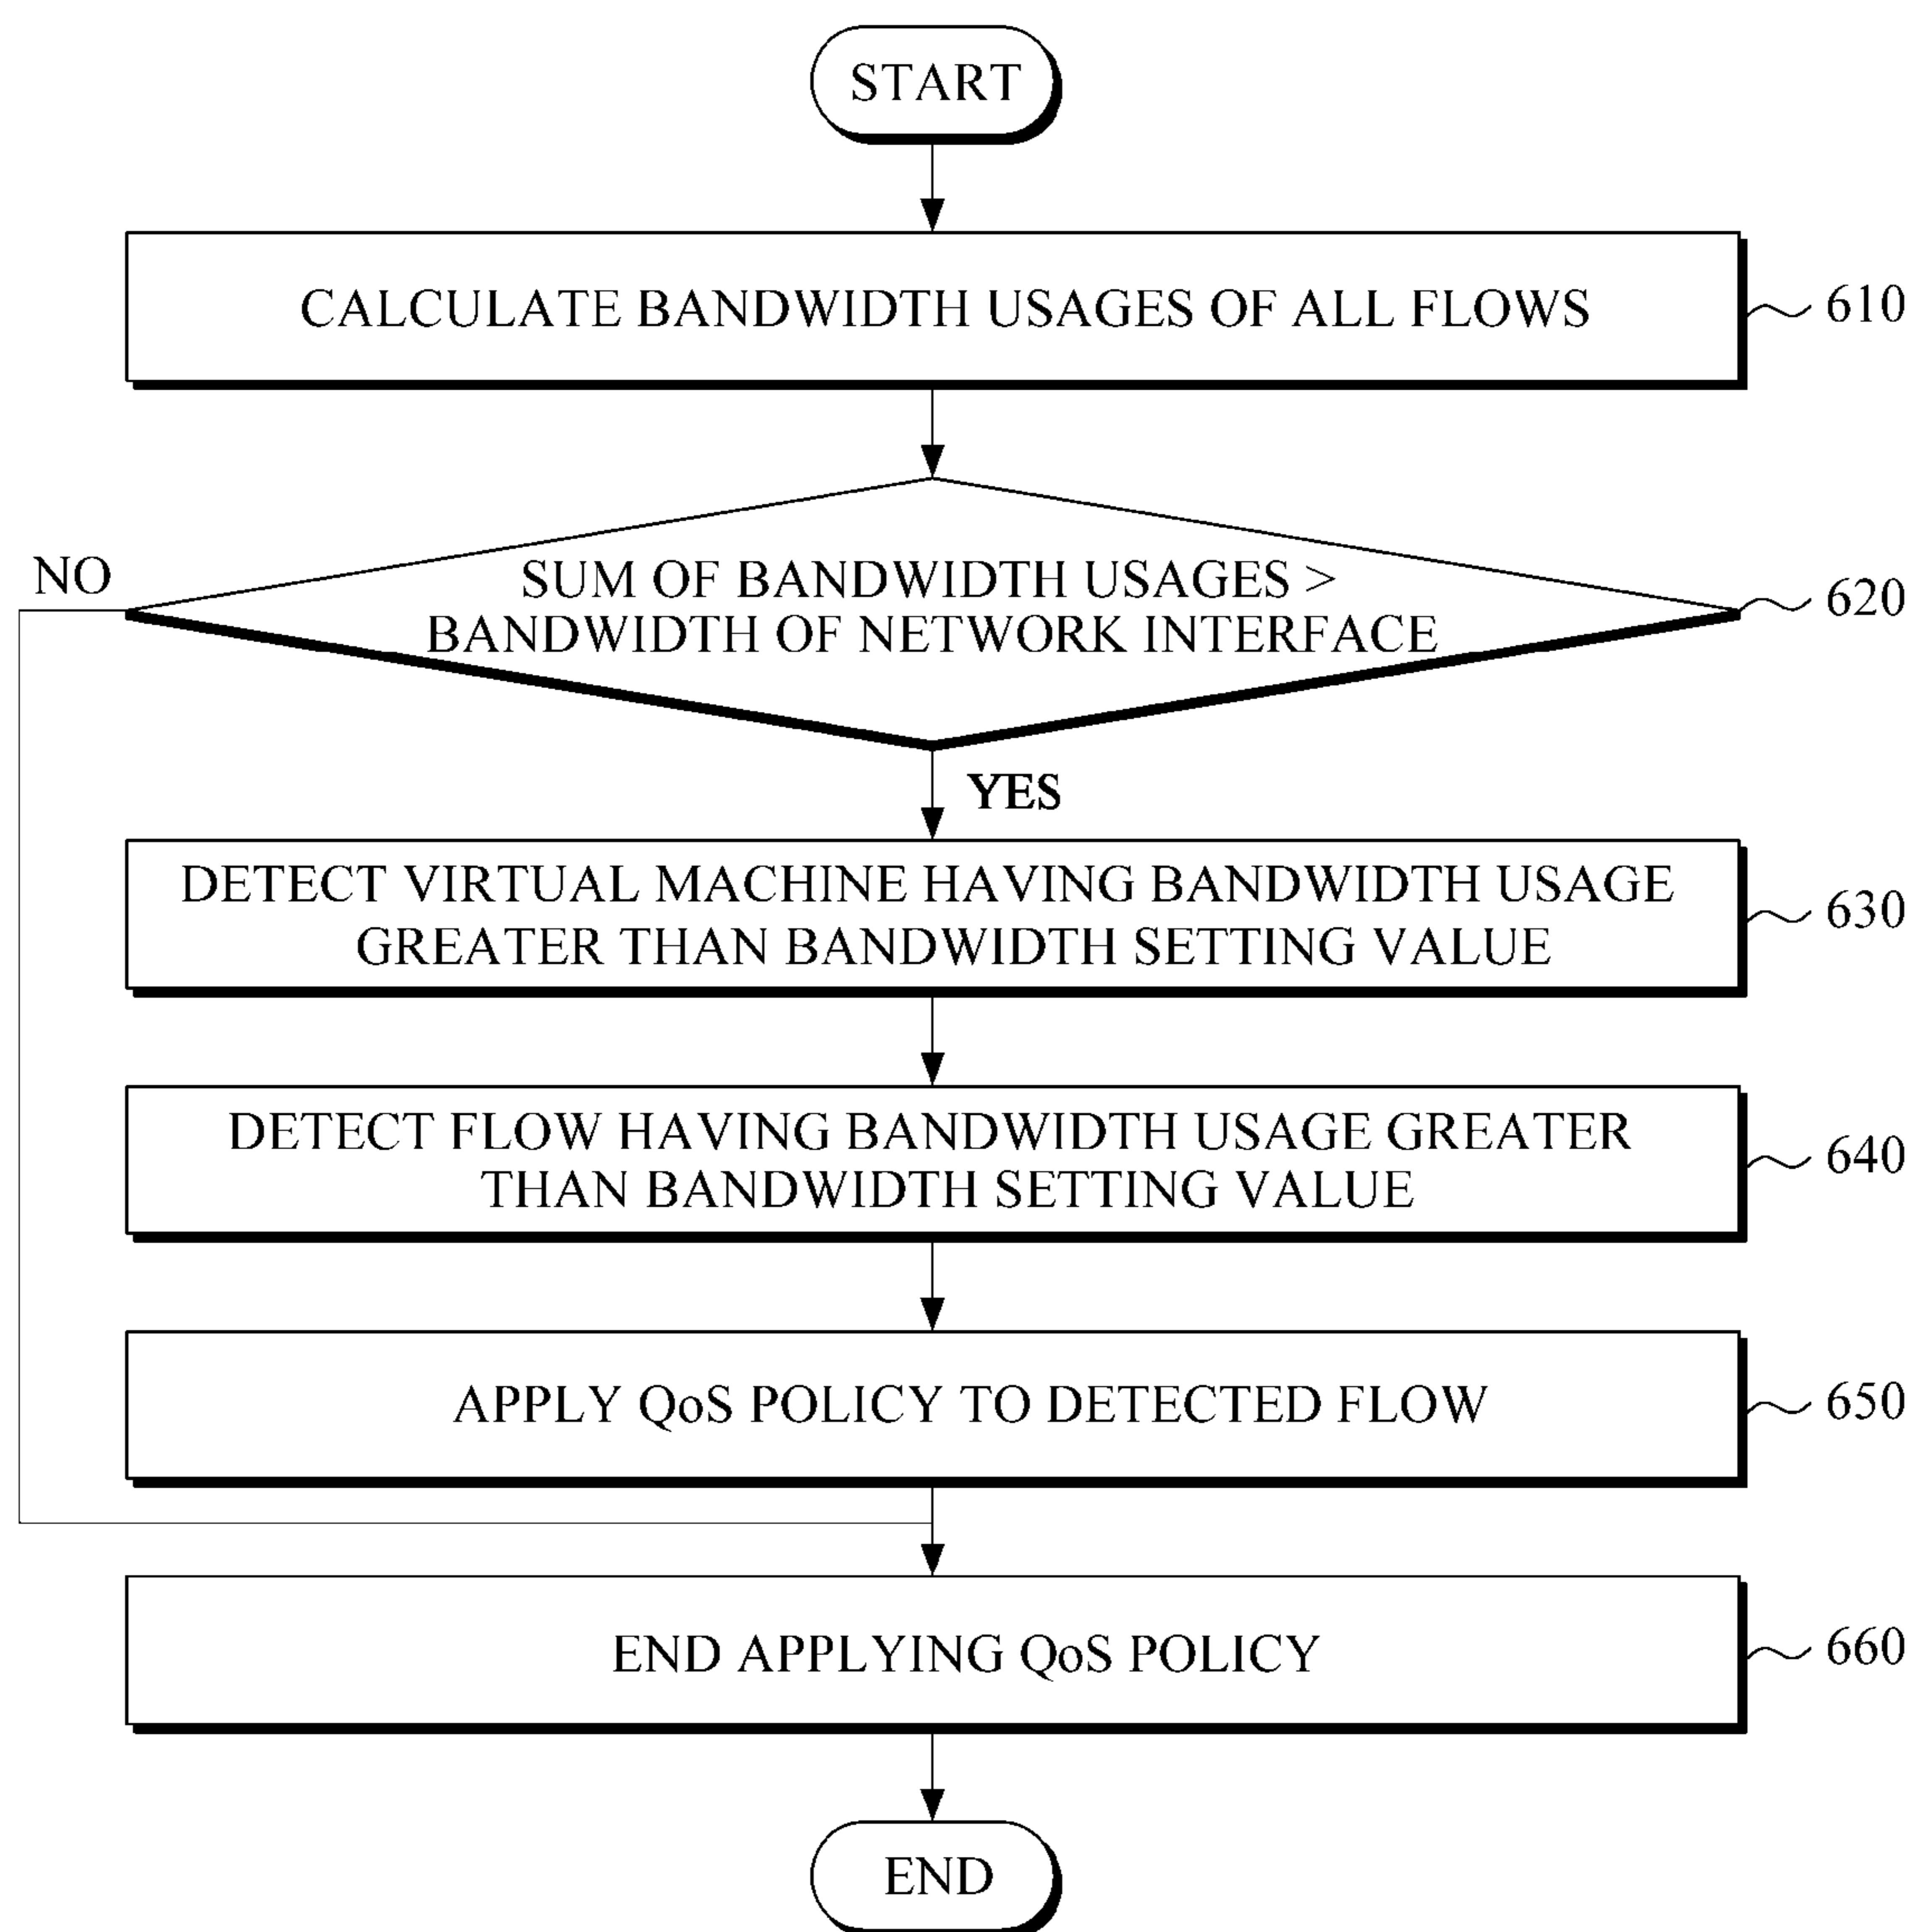 START
CALCULATE BANDWIDTH USAGES OF ALL FLOWS
610
NO
SUM OF BANDWIDTH USAGES >
BANDWIDTH OF NETWORK INTERFACE
620
YES
DETECT VIRTUAL MACHINE HAVING BANDWIDTH USAGE
GREATER THAN BANDWIDTH SETTING VALUE
630
DETECT FLOW HAVING BANDWIDTH USAGE GREATER
THAN BANDWIDTH SETTING VALUE
640
APPLY QoS POLICY TO DETECTED FLOW
650
END APPLYING QoS POLICY
660
END